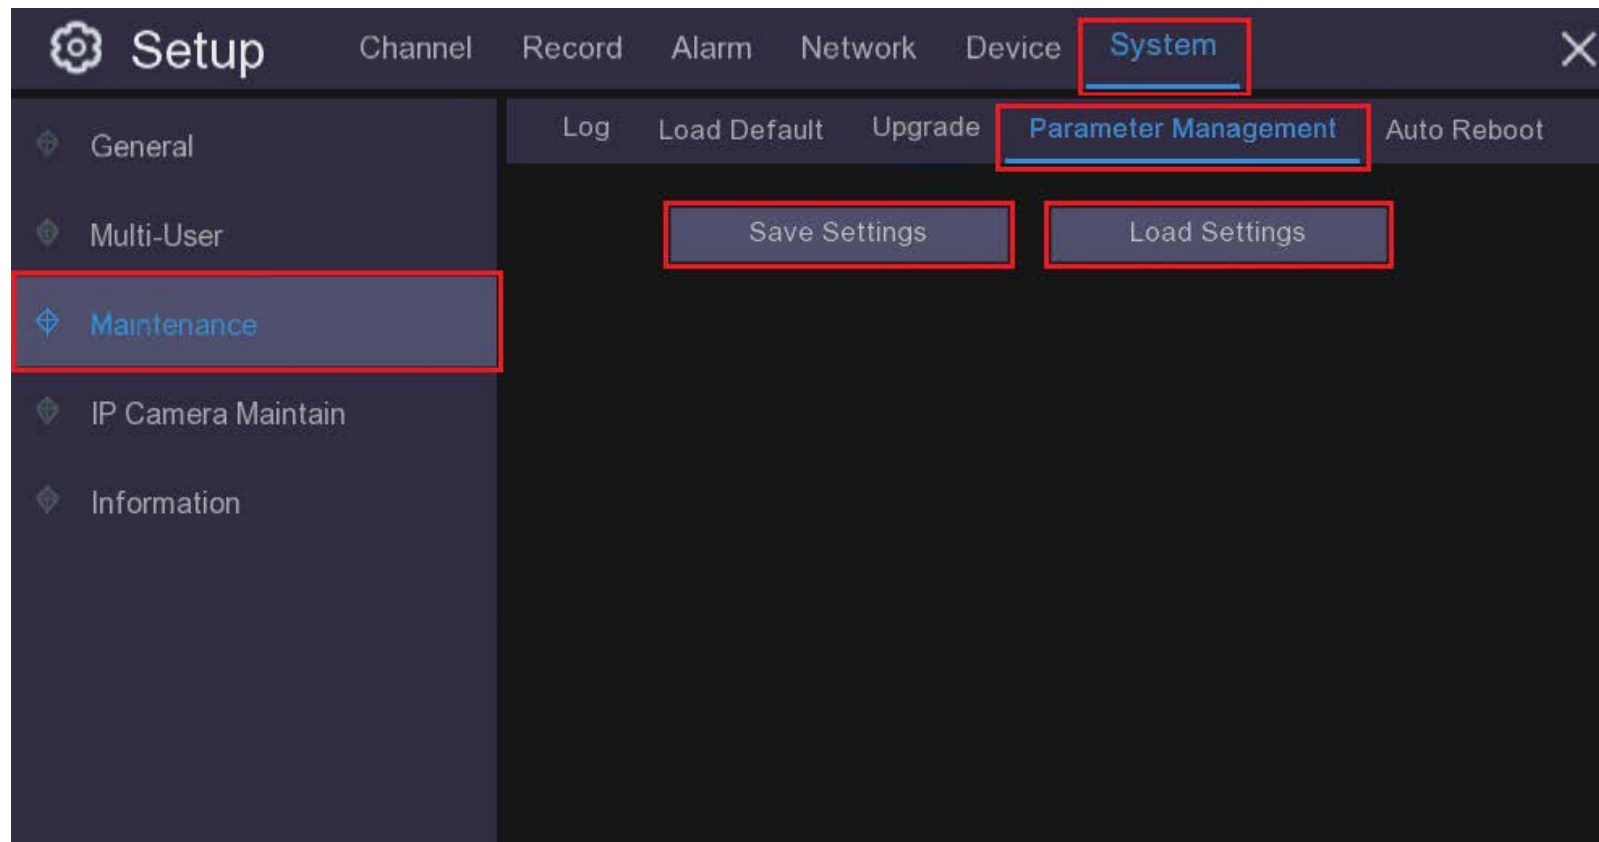 Setup Channel Record Alarm Network Device System
Log Load Default Upgrade Parameter Management Auto Reboot
General
Multi-User
Maintenance
IP Camera Maintain
Information
Save Settings Load Settings